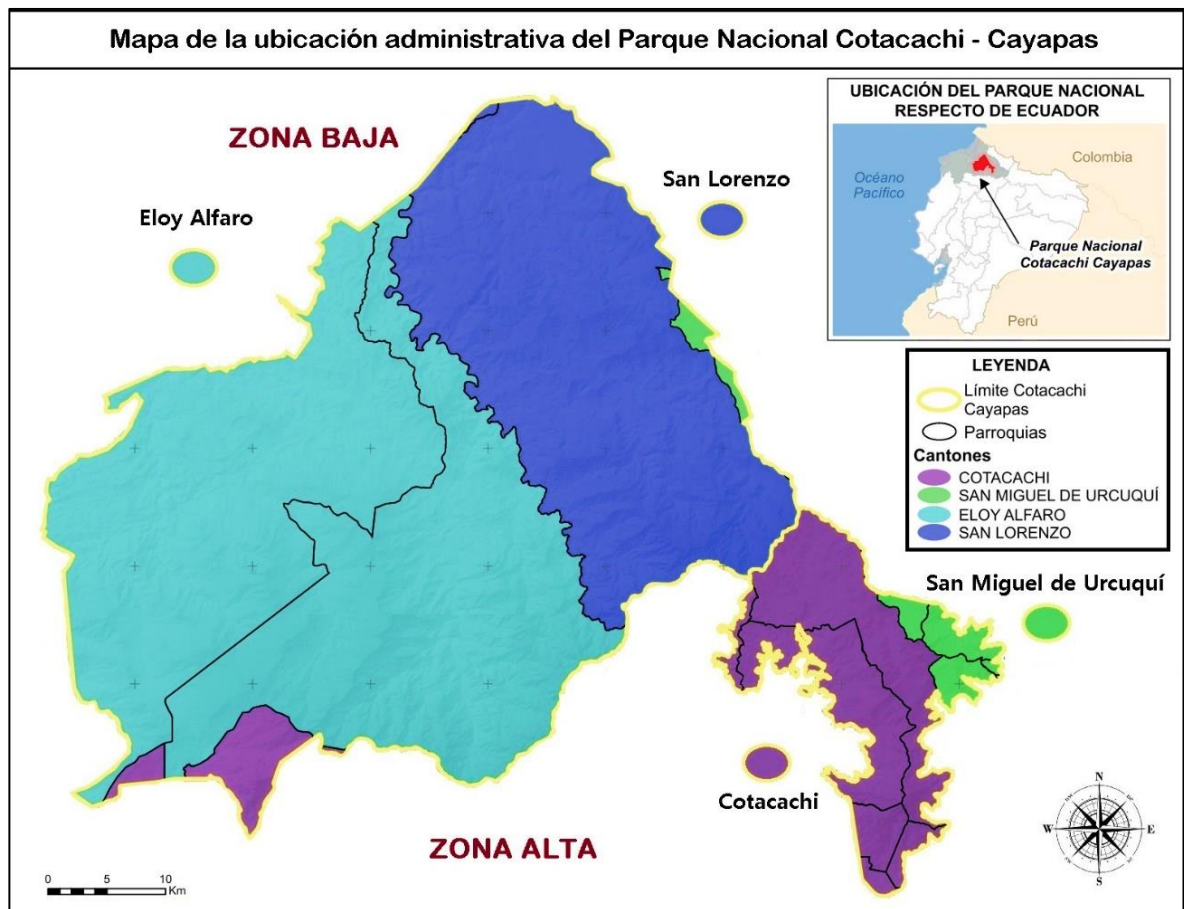 Mapa de la ubicación administrativa del Parque Nacional Cotacachi - Cayapas
ZONA BAJA
Eloy Alfaro
San Lorenzo
UBICACIÓN DEL PARQUE NACIONAL
RESPECTO DE ECUADOR
Colombia
Océano
Pacífico
Parque Nacional
Cotacachi Cayapas
Perú
LEYENDA
Límite Cotacachi
Cayapas
Parroquias
Cantones
COTACACHI
SAN MIGUEL DE URCUQUÍ
ELOY ALFARO
SAN LORENZO
San Miguel de Urcuquí
Cotacachi
ZONA ALTA
0 5 10
Km
N
W E
S